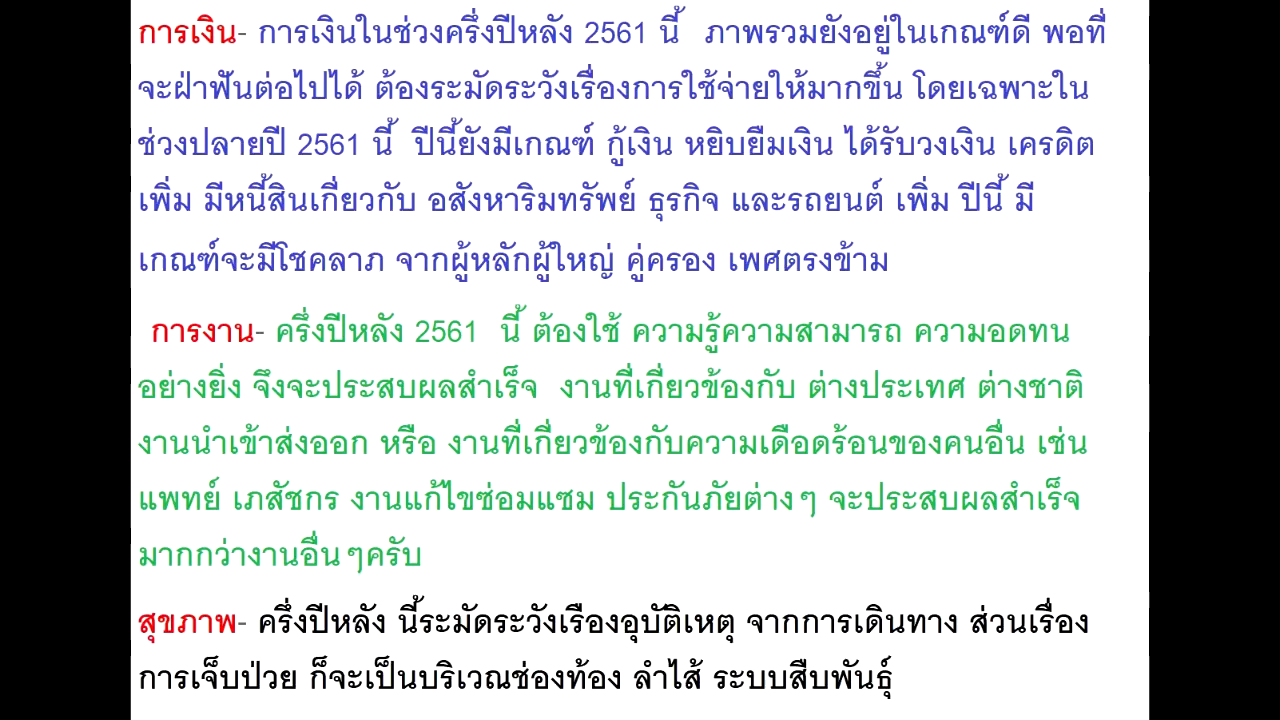 การเงิน- การเงินในช่วงครึ่งปีหลัง 2561 นี้ ภาพรวมยังอยู่ในเกณฑ์ดี พอที่
จะฝ่าฟันต่อไปได้ ต้องระมัดระวังเรื่องการใช้จ่ายให้มากขึ้น โดยเฉพาะใน
ช่วงปลายปี 2561 นี้ ปีนี้ยังมีเกณฑ์ กู้เงิน หยิบยืมเงิน ได้รับวงเงิน เครดิต
เพิ่ม มีหนี้สินเกี่ยวกับ อสังหาริมทรัพย์ ธุรกิจ และรถยนต์ เพิ่ม ปีนี้ มี
เกณฑ์จะมีโชคลาภ จากผู้หลักผู้ใหญ่ คู่ครอง เพศตรงข้าม
การงาน- ครึ่งปีหลัง 2561 นี้ ต้องใช้ ความรู้ความสามารถ ความอดทน
อย่างยิ่ง จึงจะประสบผลสำเร็จ งานที่เกี่ยวข้องกับ ต่างประเทศ ต่างชาติ
งานนำเข้าส่งออก หรือ งานที่เกี่ยวข้องกับความเดือดร้อนของคนอื่น เช่น
แพทย์ เภสัชกร งานแก้ไขซ่อมแซม ประกันภัยต่างๆ จะประสบผลสำเร็จ
มากกว่างานอื่นๆครับ
สุขภาพ- ครึ่งปีหลัง นี้ระมัดระวังเรืองอุบัติเหตุ จากการเดินทาง ส่วนเรื่อง
การเจ็บป่วย ก็จะเป็นบริเวณช่องท้อง ลำไส้ ระบบสืบพันธุ์